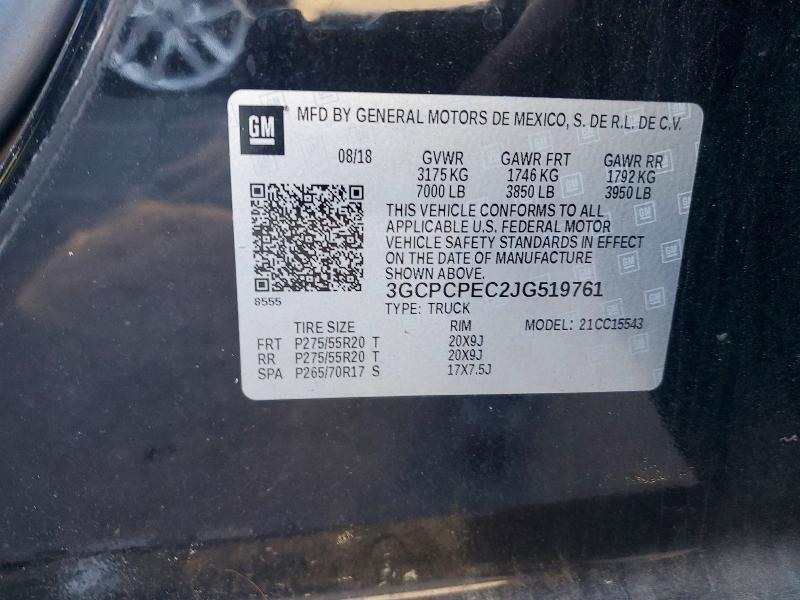 GM MFD BY GENERAL MOTORS DE MEXICO, S. DE R.L. DE C.V.
08/18 GVWR GAWR FRT GAWR RR
3175 KG 1746 KG 1792 KG
7000 LB 3850 LB 3950 LB
THIS VEHICLE CONFORMS TO ALL
APPLICABLE U.S. FEDERAL MOTOR
VEHICLE SAFETY STANDARDS IN EFFECT
ON THE DATE OF MANUFACTURE
SHOWN ABOVE.
8555 3GCPCPEC2JG519761
TYPE: TRUCK
TIRE SIZE RIM MODEL: 21CC15543
FRT P275/55R20 T 20X9J
RR P275/55R20 T 20X9J
SPA P265/70R17 S 17X7.5J